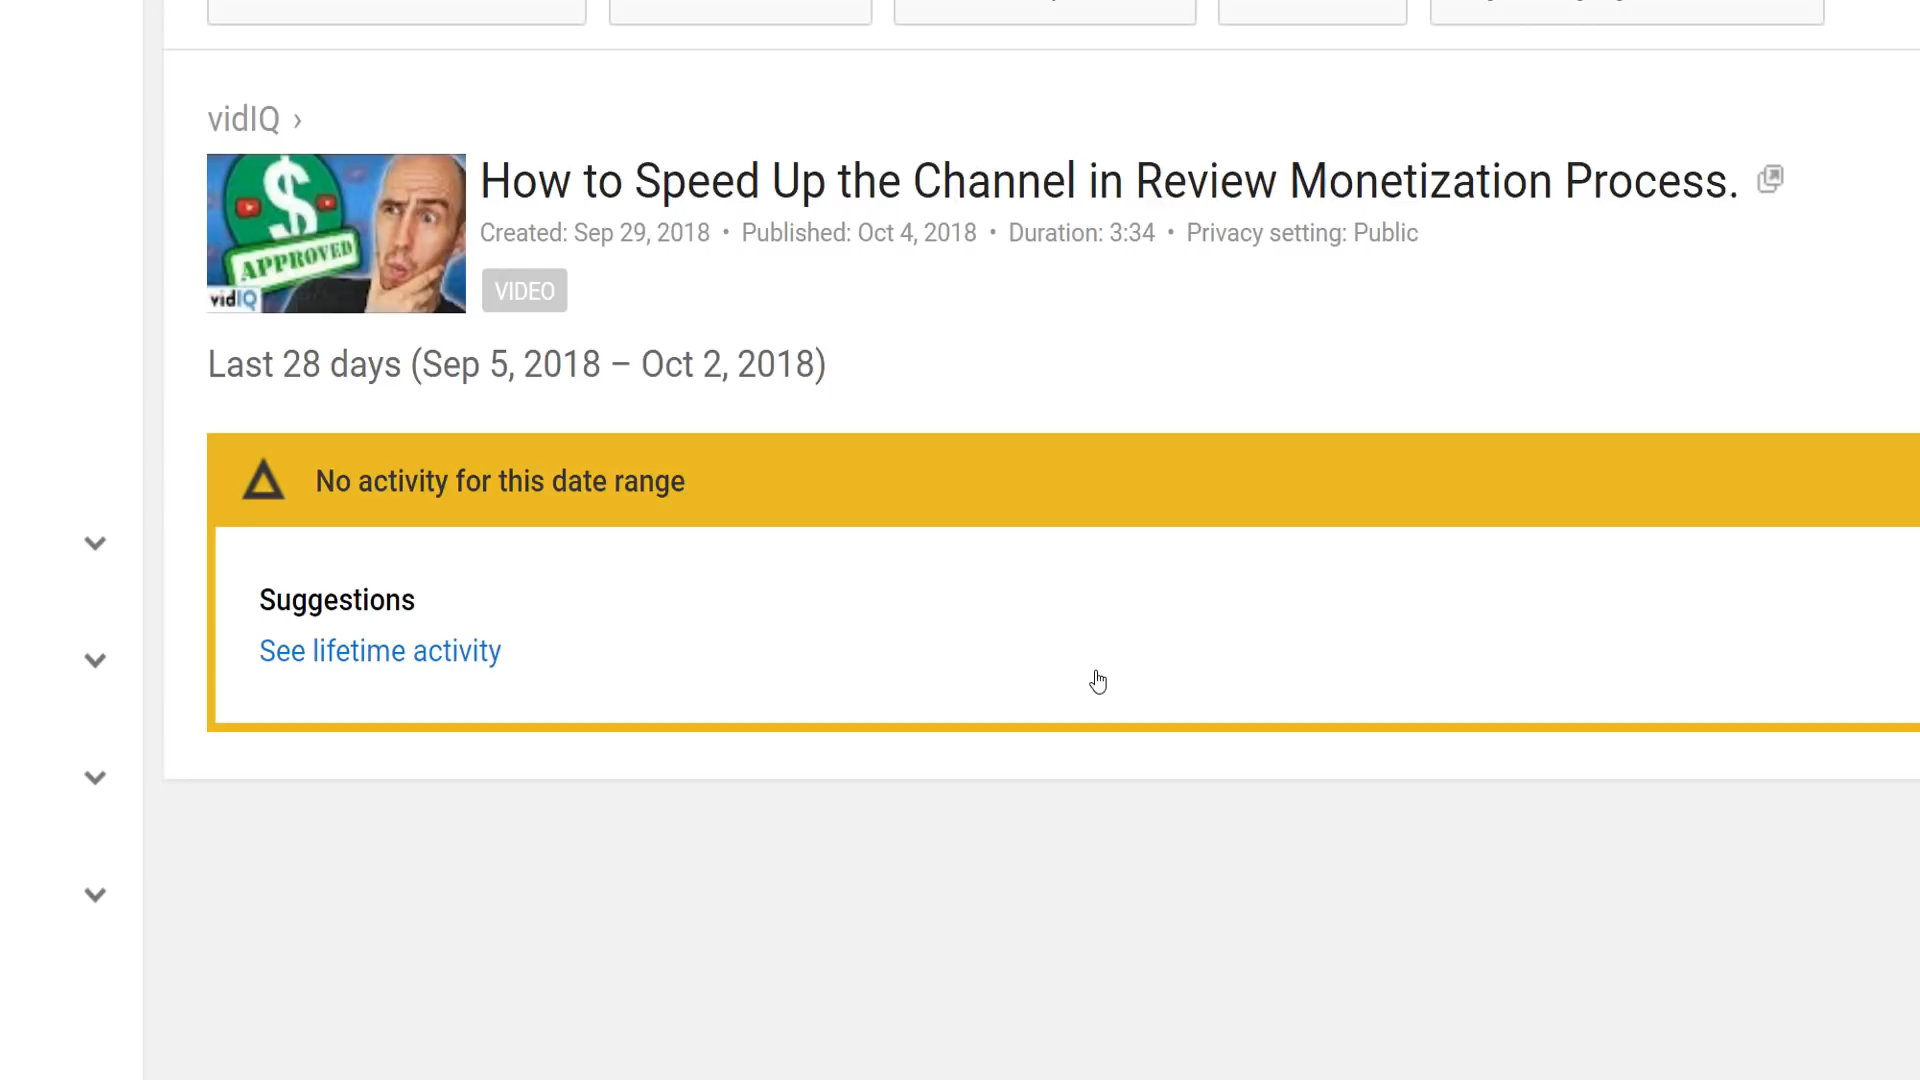 vidIQ ›
$
APPROVED
vidIQ
How to Speed Up the Channel in Review Monetization Process.
Created: Sep 29, 2018 • Published: Oct 4, 2018 • Duration: 3:34 • Privacy setting: Public
VIDEO
Last 28 days (Sep 5, 2018 – Oct 2, 2018)
No activity for this date range
Suggestions
See lifetime activity